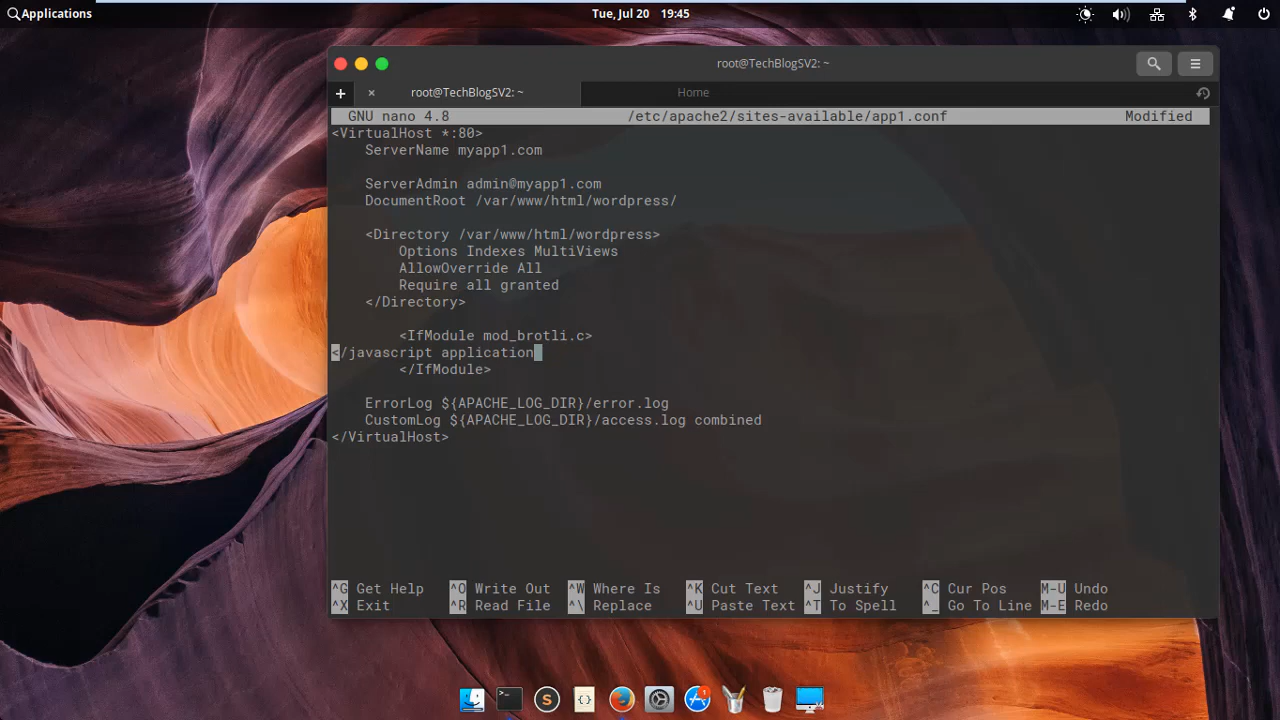 Applications
Tue, Jul 20 19:45
root@TechBlogSV2: ~
+ × root@TechBlogSV2: ~ Home
GNU nano 4.8 /etc/apache2/sites-available/app1.conf Modified
<VirtualHost *:80>
ServerName myapp1.com
ServerAdmin admin@myapp1.com
DocumentRoot /var/www/html/wordpress/
<Directory /var/www/html/wordpress>
Options Indexes MultiViews
AllowOverride All
Require all granted
</Directory>
<IfModule mod_brotli.c>
</javascript application
</IfModule>
ErrorLog ${APACHE_LOG_DIR}/error.log
CustomLog ${APACHE_LOG_DIR}/access.log combined
</VirtualHost>
^G Get Help ^O Write Out ^W Where Is ^K Cut Text ^J Justify ^C Cur Pos M-U Undo
^X Exit ^R Read File ^\ Replace ^U Paste Text ^T To Spell ^_ Go To Line M-E Redo
>_ S {} 1